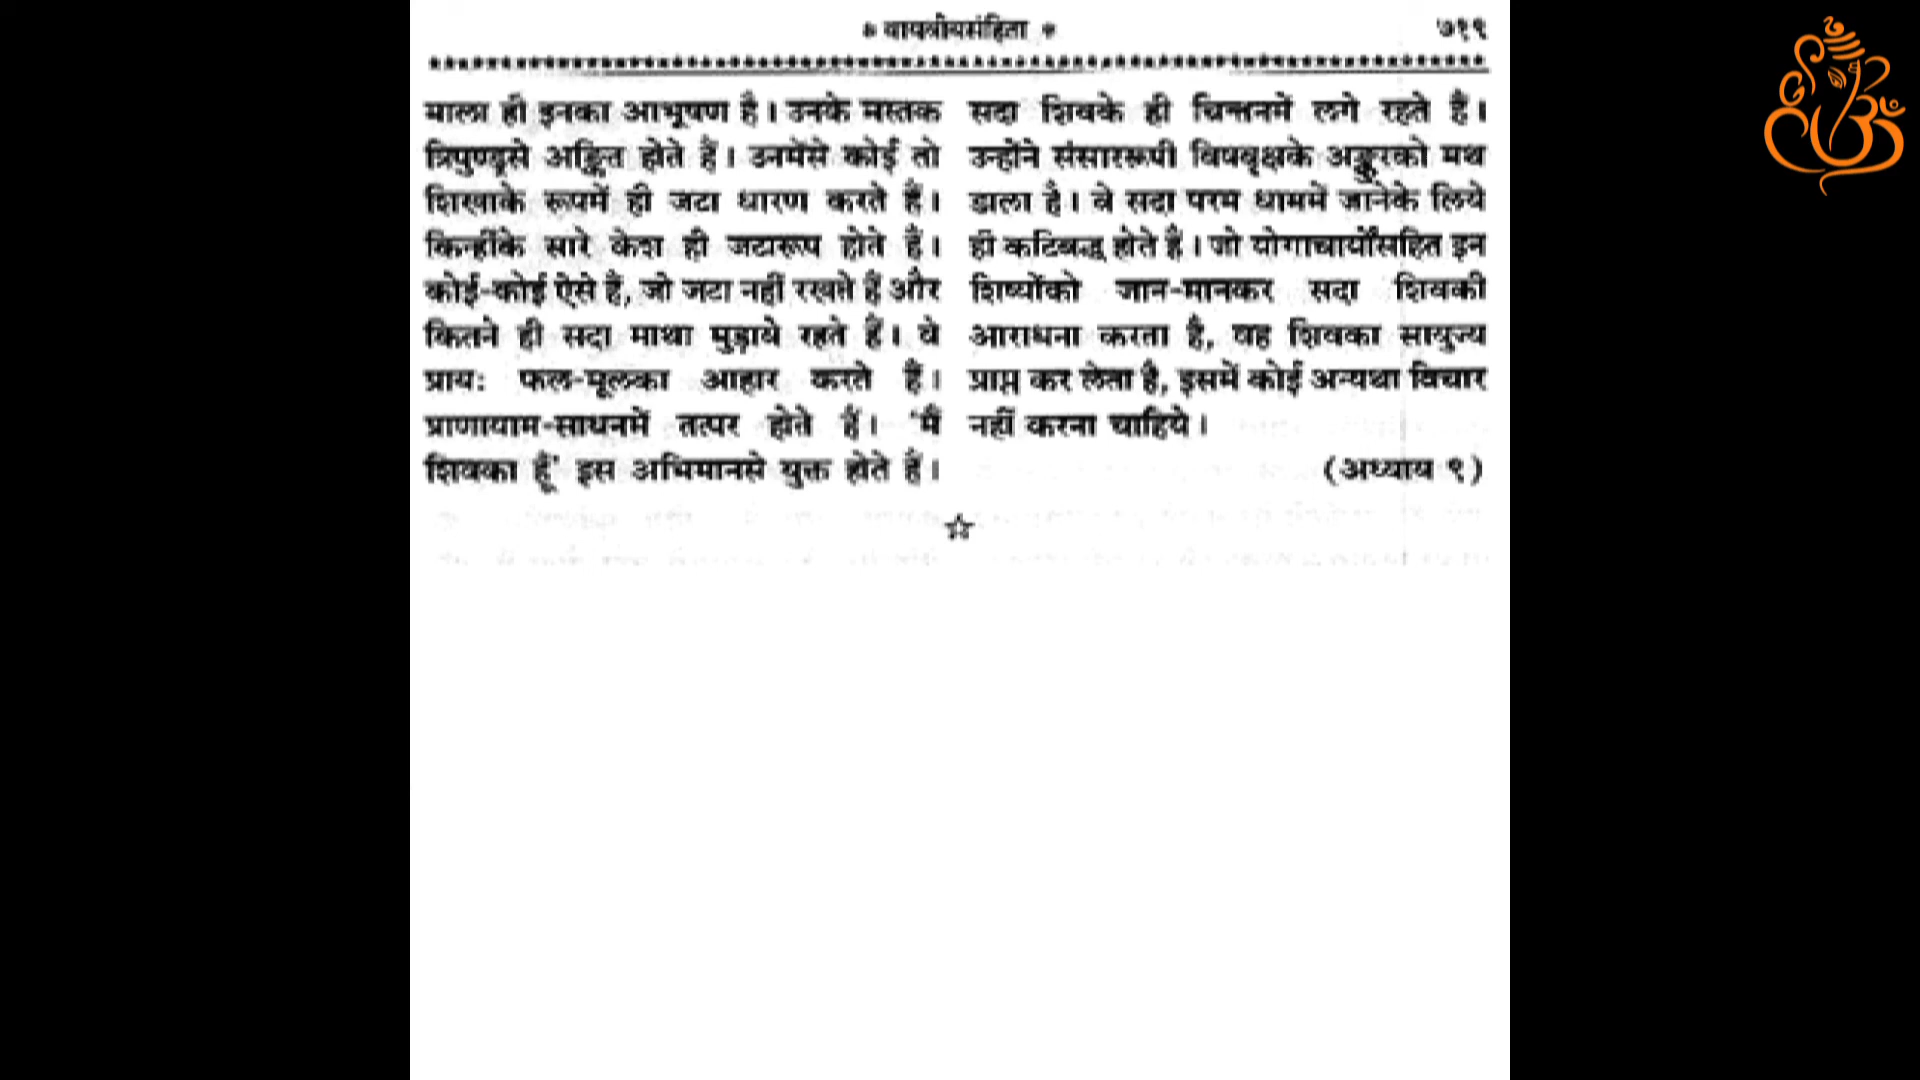 * वायवीयसंहिता *
७१९
माला ही इनका आभूषण है। उनके मस्तक
त्रिपुण्ड्रसे अङ्कित होते हैं। उनमेंसे कोई तो
शिखाके रूपमें ही जटा धारण करते हैं।
किन्हींके सारे केश ही जटारूप होते हैं।
कोई-कोई ऐसे हैं, जो जटा नहीं रखते हैं और
कितने ही सदा माथा मुड़ाये रहते हैं। वे
प्रायः फल-मूलका आहार करते हैं।
प्राणायाम-साधनमें तत्पर होते हैं। 'मैं
शिवका हूँ' इस अभिमानसे युक्त होते हैं।
सदा शिवके ही चिन्तनमें लगे रहते हैं।
उन्होंने संसाररूपी विषवृक्षके अङ्कुरको मथ
डाला है। वे सदा परम धाममें जानेके लिये
ही कटिबद्ध होते हैं। जो योगाचार्योंसहित इन
शिष्योंको जान-मानकर सदा शिवकी
आराधना करता है, वह शिवका सायुज्य
प्राप्त कर लेता है, इसमें कोई अन्यथा विचार
नहीं करना चाहिये।
(अध्याय ९)